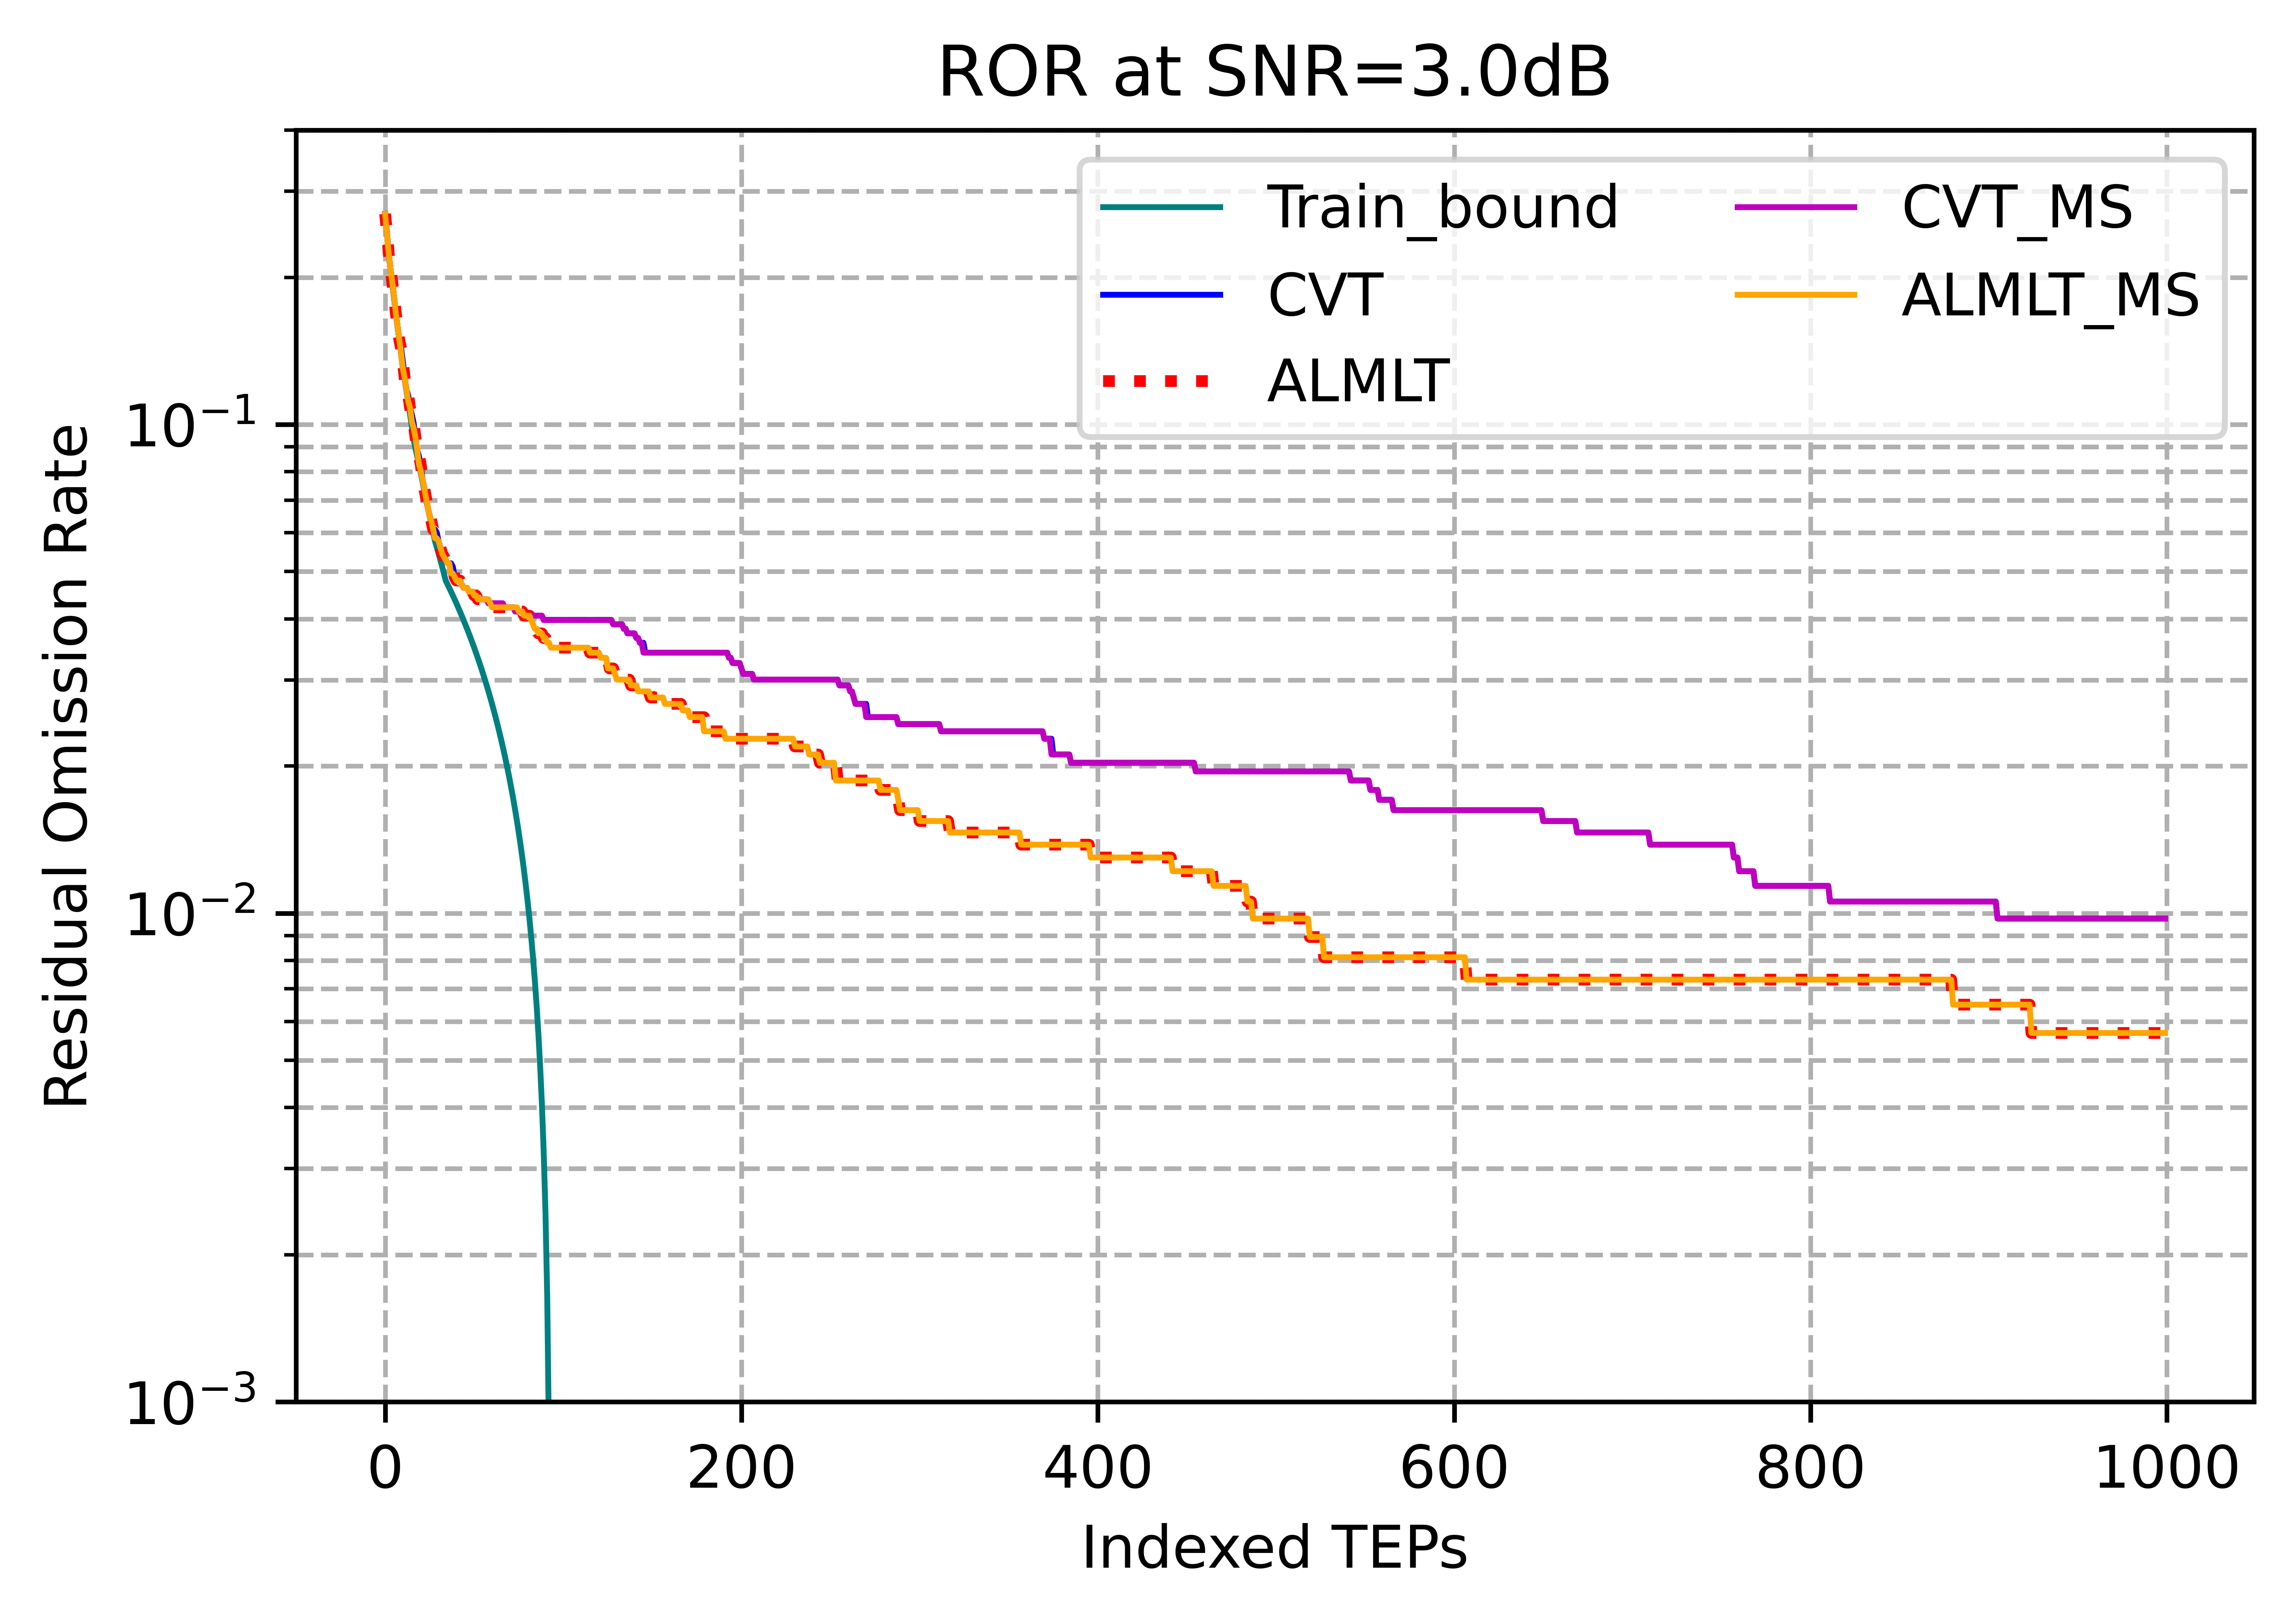 ROR at SNR=3.0dB
Train_bound
CVT
ALMLT
CVT_MS
ALMLT_MS
Residual Omission Rate
10⁻¹
10⁻²
10⁻³
0 200 400 600 800 1000
Indexed TEPs